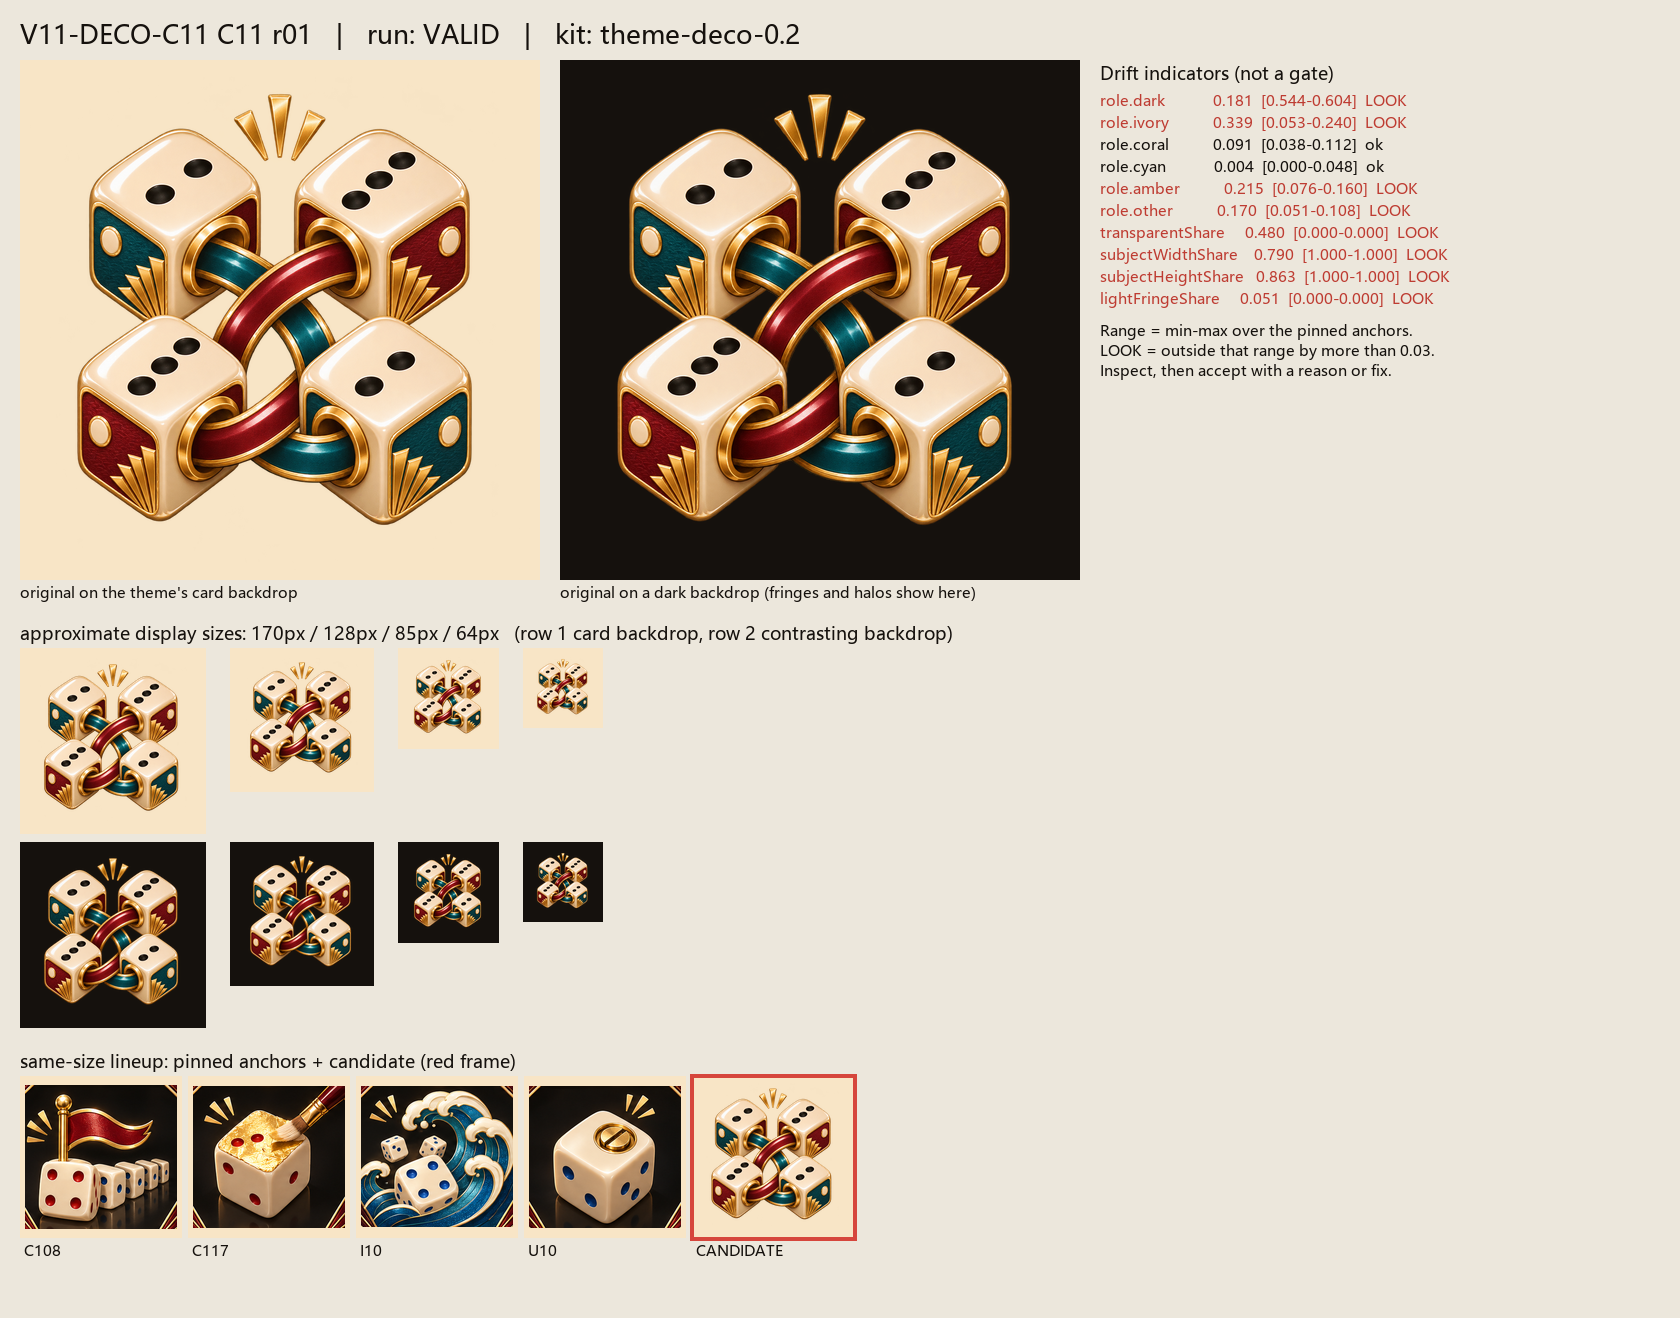 V11-DECO-C11 C11 r01 | run: VALID | kit: theme-deco-0.2
Drift indicators (not a gate)
role.dark 0.181 [0.544-0.604] LOOK
role.ivory 0.339 [0.053-0.240] LOOK
role.coral 0.091 [0.038-0.112] ok
role.cyan 0.004 [0.000-0.048] ok
role.amber 0.215 [0.076-0.160] LOOK
role.other 0.170 [0.051-0.108] LOOK
transparentShare 0.480 [0.000-0.000] LOOK
subjectWidthShare 0.790 [1.000-1.000] LOOK
subjectHeightShare 0.863 [1.000-1.000] LOOK
lightFringeShare 0.051 [0.000-0.000] LOOK
Range = min-max over the pinned anchors.
LOOK = outside that range by more than 0.03.
Inspect, then accept with a reason or fix.
original on the theme's card backdrop
original on a dark backdrop (fringes and halos show here)
approximate display sizes: 170px / 128px / 85px / 64px (row 1 card backdrop, row 2 contrasting backdrop)
same-size lineup: pinned anchors + candidate (red frame)
C108
C117
I10
U10
CANDIDATE